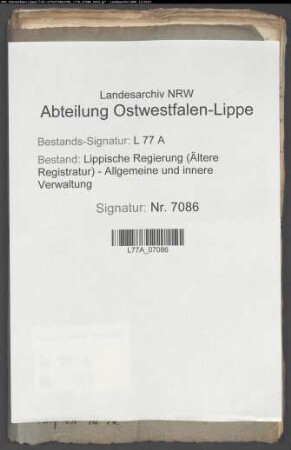 Landesarchiv NRW
Abteilung Ostwestfalen-Lippe
Bestands-Signatur: L 77 A
Bestand: Lippische Regierung (Ältere
Registratur) - Allgemeine und innere
Verwaltung
Signatur: Nr. 7086
L77A_07086